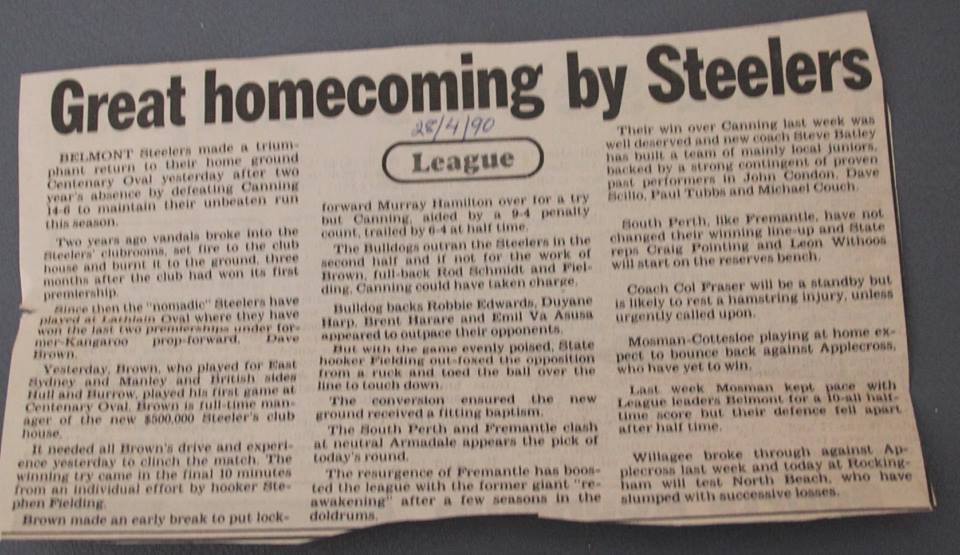 Great homecoming by Steelers
28/4/90
League
BELMONT Steelers made a trium-
phant return to their home ground
Centenary Oval yesterday after two
year's absence by defeating Canning
14-6 to maintain their unbeaten run
this season.
Two years ago vandals broke into the
Steelers' clubrooms, set fire to the club
house and burnt it to the ground, three
months after the club had won its first
premiership.
Since then the "nomadic" Steelers have
played at Lathlain Oval where they have
won the last two premierships under for-
mer-Kangaroo prop-forward, Dave
Brown.
Yesterday, Brown, who played for East
Sydney and Manley and British sides
Hull and Burrow, played his first game at
Centenary Oval. Brown is full-time man-
ager of the new $500,000 Steeler's club
house.
It needed all Brown's drive and experi-
ence yesterday to clinch the match. The
winning try came in the final 10 minutes
from an individual effort by hooker Ste-
phen Fielding.
Brown made an early break to put lock-
forward Murray Hamilton over for a try
but Canning, aided by a 9-4 penalty
count, trailed by 6-4 at half time.
The Bulldogs outran the Steelers in the
second half and if not for the work of
Brown, full-back Rod Schmidt and Fiel-
ding, Canning could have taken charge.
Bulldog backs Robbie Edwards, Duyane
Harp, Brent Harare and Emil Va Asusa
appeared to outpace their opponents.
But with the game evenly poised, State
hooker Fielding out-foxed the opposition
from a ruck and toed the ball over the
line to touch down.
The conversion ensured the new
ground received a fitting baptism.
The South Perth and Fremantle clash
at neutral Armadale appears the pick of
today's round.
The resurgence of Fremantle has boos-
ted the league with the former giant "re-
awakening" after a few seasons in the
doldrums.
Their win over Canning last week was
well deserved and new coach Steve Batley
has built a team of mainly local juniors,
backed by a strong contingent of proven
past performers in John Condon, Dave
Scillo, Paul Tubbs and Michael Couch.
South Perth, like Fremantle, have not
changed their winning line-up and State
reps Craig Pointing and Leon Withoos
will start on the reserves bench.
Coach Col Fraser will be a standby but
is likely to rest a hamstring injury, unless
urgently called upon.
Mosman-Cottesloe playing at home ex-
pect to bounce back against Applecross,
who have yet to win.
Last week Mosman kept pace with
League leaders Belmont for a 10-all half-
time score but their defence fell apart
after half time.
Willagee broke through against Ap-
plecross last week and today at Rocking-
ham will test North Beach, who have
slumped with successive losses.